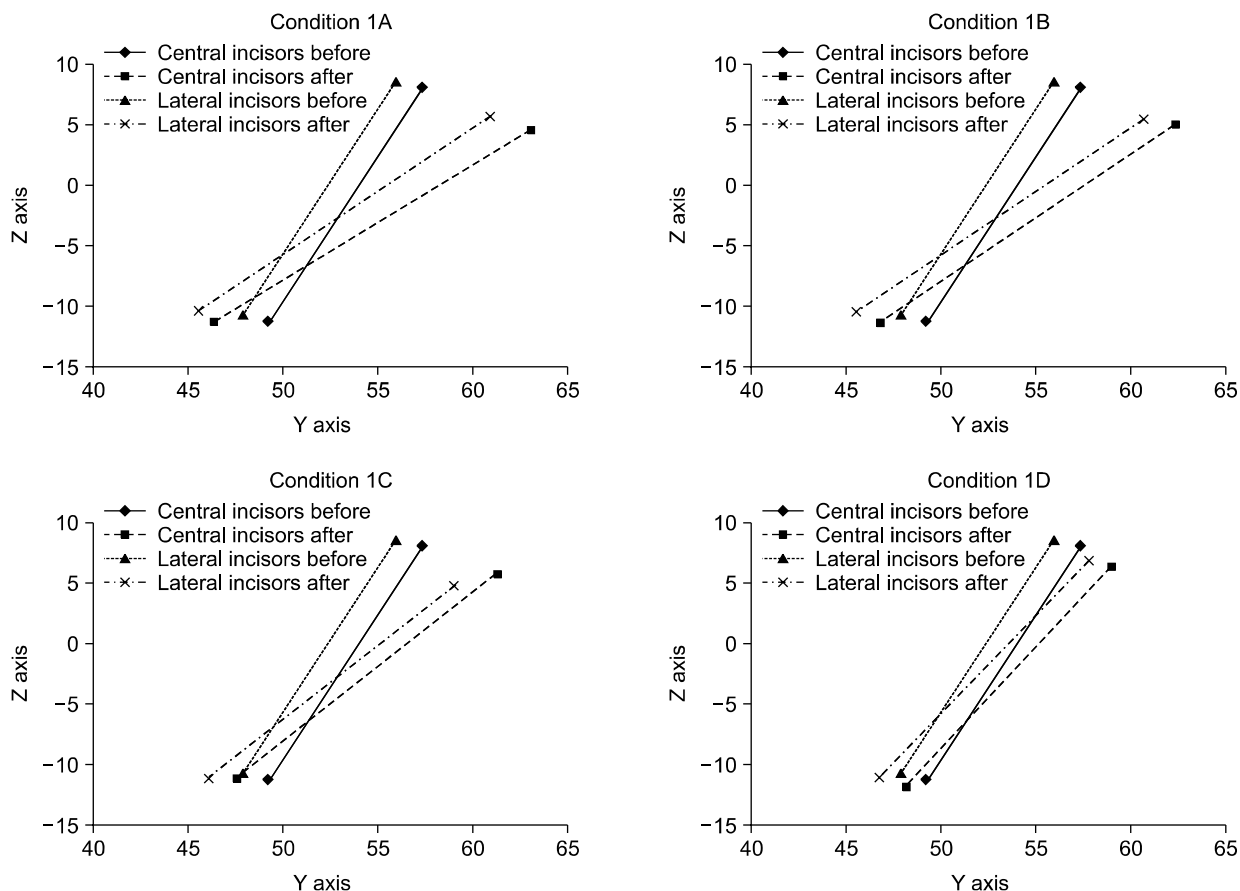 Condition 1A
Central incisors before
Central incisors after
Lateral incisors before
Lateral incisors after
10
5
0
−5
−10
−15
Z axis
40 45 50 55 60 65
Y axis
Condition 1B
Central incisors before
Central incisors after
Lateral incisors before
Lateral incisors after
10
5
0
−5
−10
−15
Z axis
40 45 50 55 60 65
Y axis
Condition 1C
Central incisors before
Central incisors after
Lateral incisors before
Lateral incisors after
10
5
0
−5
−10
−15
Z axis
40 45 50 55 60 65
Y axis
Condition 1D
Central incisors before
Central incisors after
Lateral incisors before
Lateral incisors after
10
5
0
−5
−10
−15
Z axis
40 45 50 55 60 65
Y axis